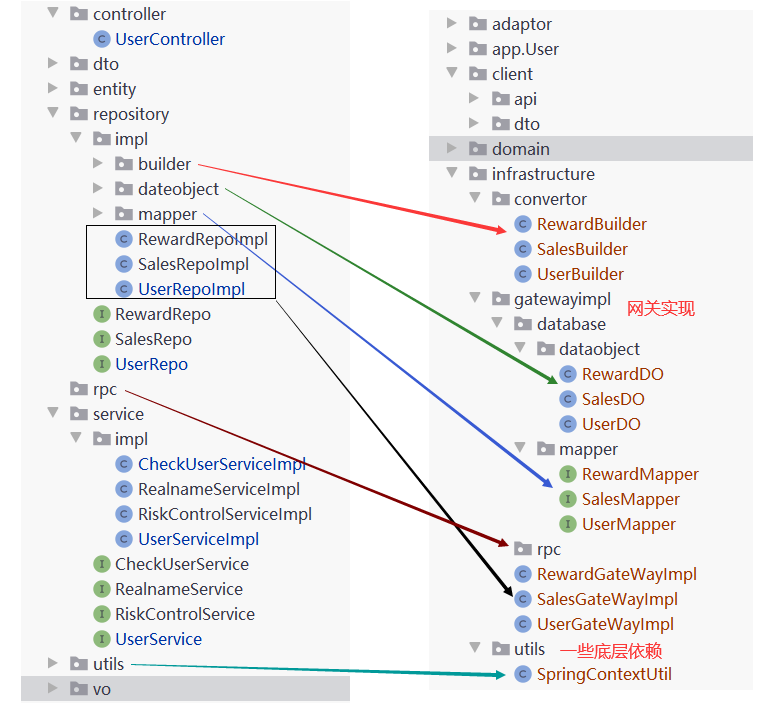 controller
UserController
dto
entity
repository
impl
builder
dateobject
mapper
RewardRepoImpl
SalesRepoImpl
UserRepoImpl
RewardRepo
SalesRepo
UserRepo
rpc
service
impl
CheckUserServiceImpl
RealnameServiceImpl
RiskControlServiceImpl
UserServiceImpl
CheckUserService
RealnameService
RiskControlService
UserService
utils
vo
adaptor
app.User
client
api
dto
domain
infrastructure
convertor
RewardBuilder
SalesBuilder
UserBuilder
gatewayimpl 网关实现
database
dataobject
RewardDO
SalesDO
UserDO
mapper
RewardMapper
SalesMapper
UserMapper
rpc
RewardGateWayImpl
SalesGateWayImpl
UserGateWayImpl
utils 一些底层依赖
SpringContextUtil